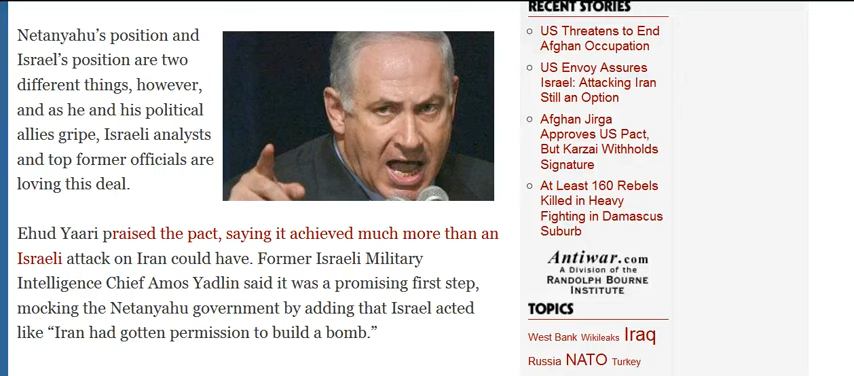 Netanyahu’s position and
Israel’s position are two
different things, however,
and as he and his political
allies gripe, Israeli analysts
and top former officials are
loving this deal.
Ehud Yaari praised the pact, saying it achieved much more than an
Israeli attack on Iran could have. Former Israeli Military
Intelligence Chief Amos Yadlin said it was a promising first step,
mocking the Netanyahu government by adding that Israel acted
like “Iran had gotten permission to build a bomb.”
RECENT STORIES
US Threatens to End
Afghan Occupation
US Envoy Assures
Israel: Attacking Iran
Still an Option
Afghan Jirga
Approves US Pact,
But Karzai Withholds
Signature
At Least 160 Rebels
Killed in Heavy
Fighting in Damascus
Suburb
Antiwar.com
A Division of the
RANDOLPH BOURNE
INSTITUTE
TOPICS
West Bank Wikileaks Iraq
Russia NATO Turkey